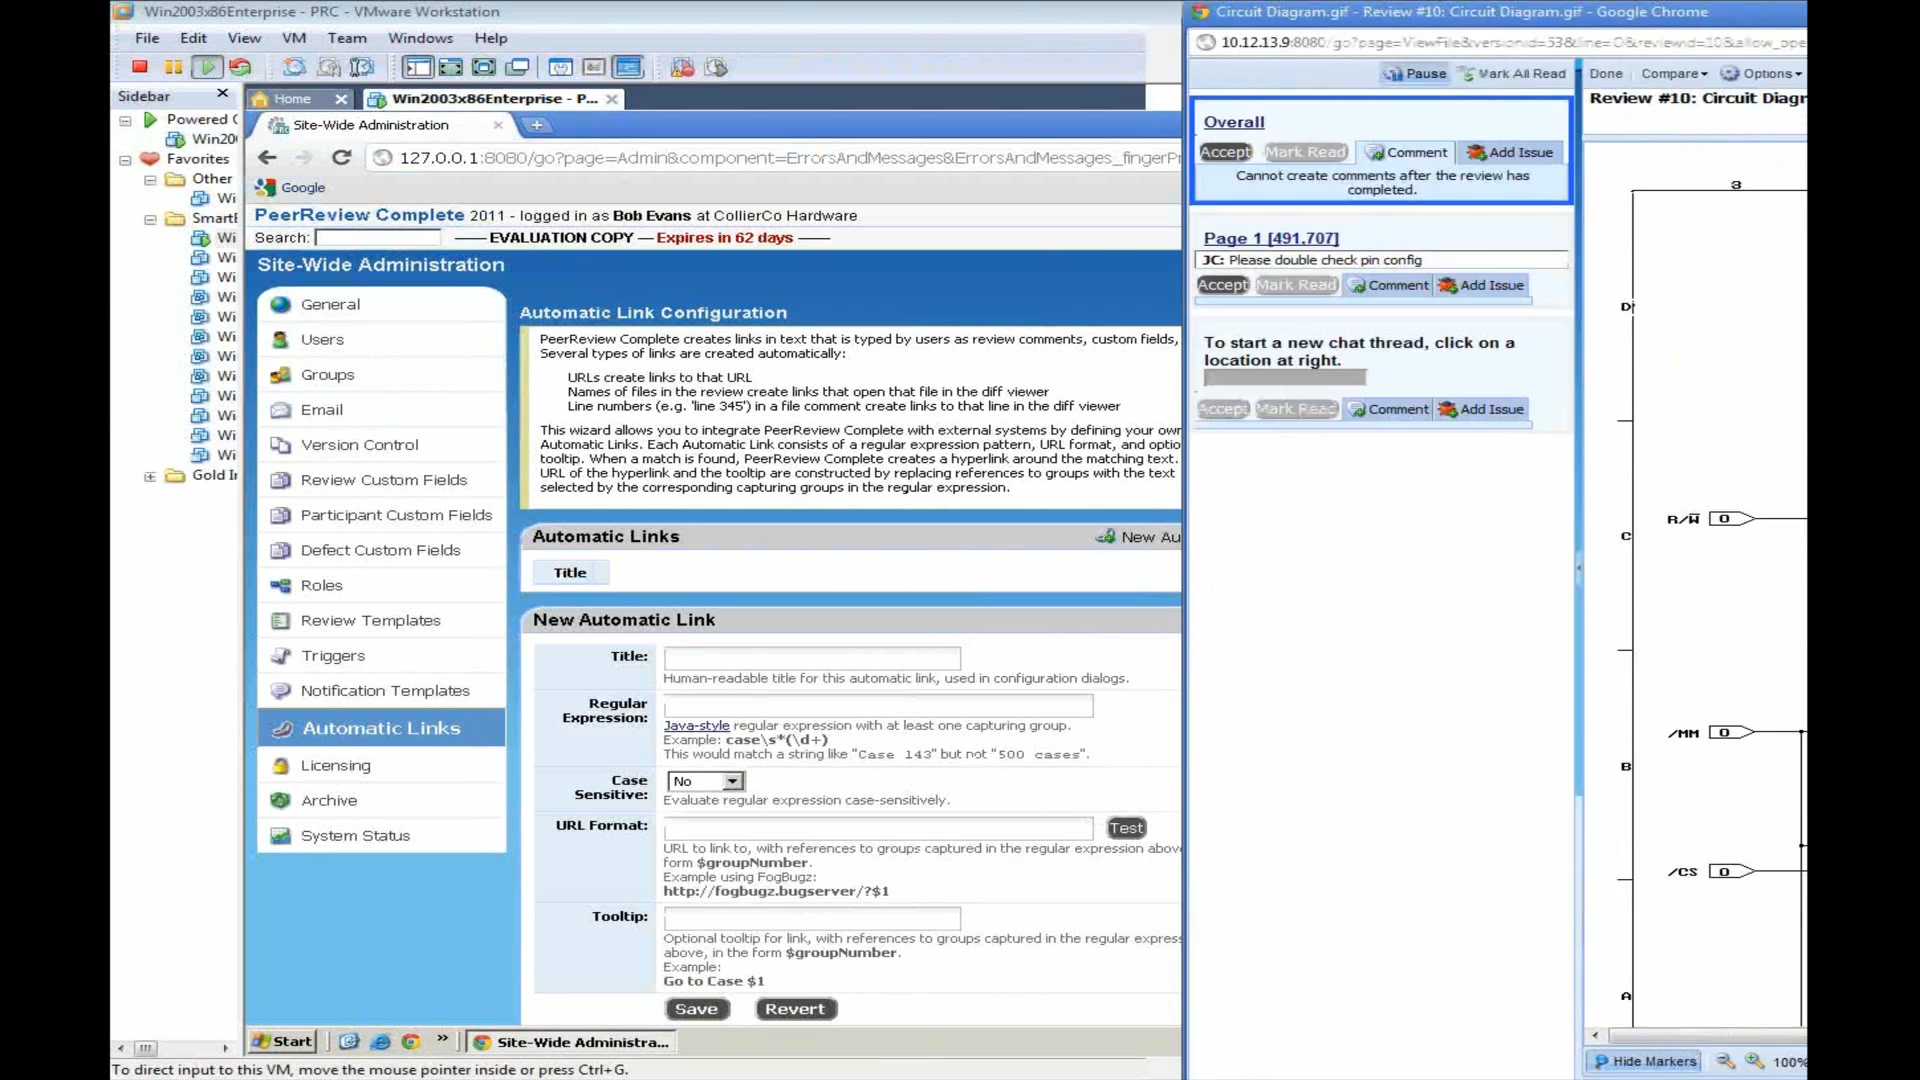 Win2003x86Enterprise - PRC - VMware Workstation
File Edit View VM Team Windows Help
Sidebar
Powered
Win20
Favorites
Other
Wi
SmartE
Wi
Wi
Wi
Wi
Wi
Wi
Wi
Wi
Wi
Wi
Wi
Wi
Gold Ir
Home
Win2003x86Enterprise - P...
Site-Wide Administration
127.0.0.1:8080/go?page=Admin&component=ErrorsAndMessages&ErrorsAndMessages_fingerPr
Google
PeerReview Complete 2011 - logged in as Bob Evans at CollierCo Hardware
Search:
EVALUATION COPY — Expires in 62 days
Site-Wide Administration
General
Users
Groups
Email
Version Control
Review Custom Fields
Participant Custom Fields
Defect Custom Fields
Roles
Review Templates
Triggers
Notification Templates
Automatic Links
Licensing
Archive
System Status
Automatic Link Configuration
PeerReview Complete creates links in text that is typed by users as review comments, custom fields,
Several types of links are created automatically:
URLs create links to that URL
Names of files in the review create links that open that file in the diff viewer
Line numbers (e.g. 'line 345') in a file comment create links to that line in the diff viewer
This wizard allows you to integrate PeerReview Complete with external systems by defining your own
Automatic Links. Each Automatic Link consists of a regular expression pattern, URL format, and optio
tooltip. When a match is found, PeerReview Complete creates a hyperlink around the matching text.
URL of the hyperlink and the tooltip are constructed by replacing references to groups with the text
selected by the corresponding capturing groups in the regular expression.
Automatic Links
New Au
Title
New Automatic Link
Title:
Human-readable title for this automatic link, used in configuration dialogs.
Regular
Expression:
Java-style regular expression with at least one capturing group.
Example: case\s*(\d+)
This would match a string like "Case 143" but not "500 cases".
Case
Sensitive:
No
Evaluate regular expression case-sensitively.
URL Format:
Test
URL to link to, with references to groups captured in the regular expression above
form $groupNumber.
Example using FogBugz:
http://fogbugz.bugserver/?$1
Tooltip:
Optional tooltip for link, with references to groups captured in the regular express
above, in the form $groupNumber.
Example:
Go to Case $1
Save Revert
Start
Site-Wide Administra...
To direct input to this VM, move the mouse pointer inside or press Ctrl+G.
Circuit Diagram.gif - Review #10: Circuit Diagram.gif - Google Chrome
10.12.13.9:8080/go?page=ViewFile&versionid=53&line=0&reviewid=10&allow_ope
Pause Mark All Read Done Compare Options
Review #10: Circuit Diagr
Overall
Accept Mark Read Comment Add Issue
Cannot create comments after the review has
completed.
Page 1 [491,707]
JC: Please double check pin config
Accept Mark Read Comment Add Issue
To start a new chat thread, click on a
location at right.
Accept Mark Read Comment Add Issue
3
D
R/W 0
C
/MM 0
B
/CS 0
A
Hide Markers 100%